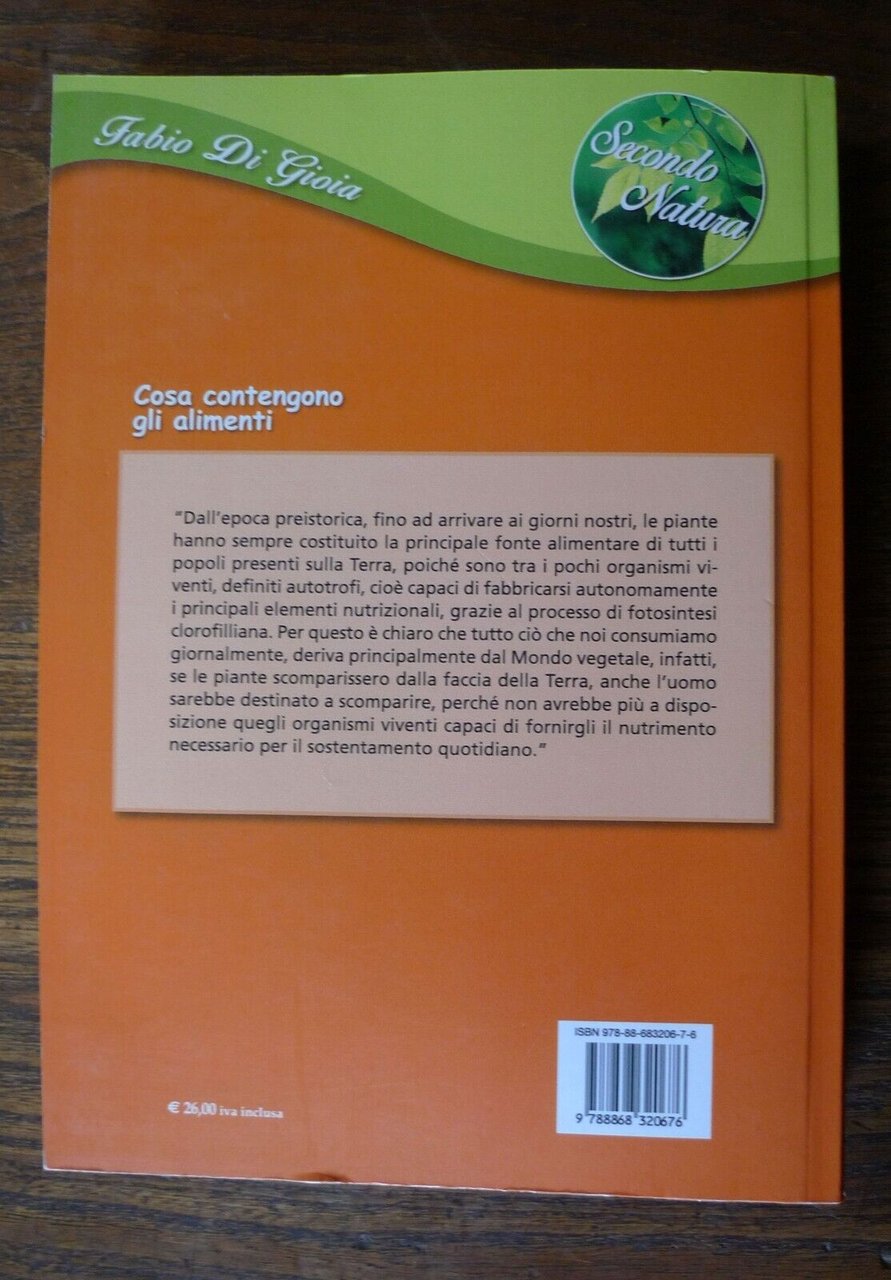 Fabio Di Gioia
Secondo
Natura
Cosa contengono
gli alimenti
“Dall’epoca preistorica, fino ad arrivare ai giorni nostri, le piante
hanno sempre costituito la principale fonte alimentare di tutti i
popoli presenti sulla Terra, poiché sono tra i pochi organismi vi-
venti, definiti autotrofi, cioè capaci di fabbricarsi autonomamente
i principali elementi nutrizionali, grazie al processo di fotosintesi
clorofilliana. Per questo è chiaro che tutto ciò che noi consumiamo
giornalmente, deriva principalmente dal Mondo vegetale, infatti,
se le piante scomparissero dalla faccia della Terra, anche l’uomo
sarebbe destinato a scomparire, perché non avrebbe più a dispo-
sizione quegli organismi viventi capaci di fornirgli il nutrimento
necessario per il sostentamento quotidiano.”
ISBN 978-88-683206-7-6
9 788868 320676
€ 26,00 iva inclusa